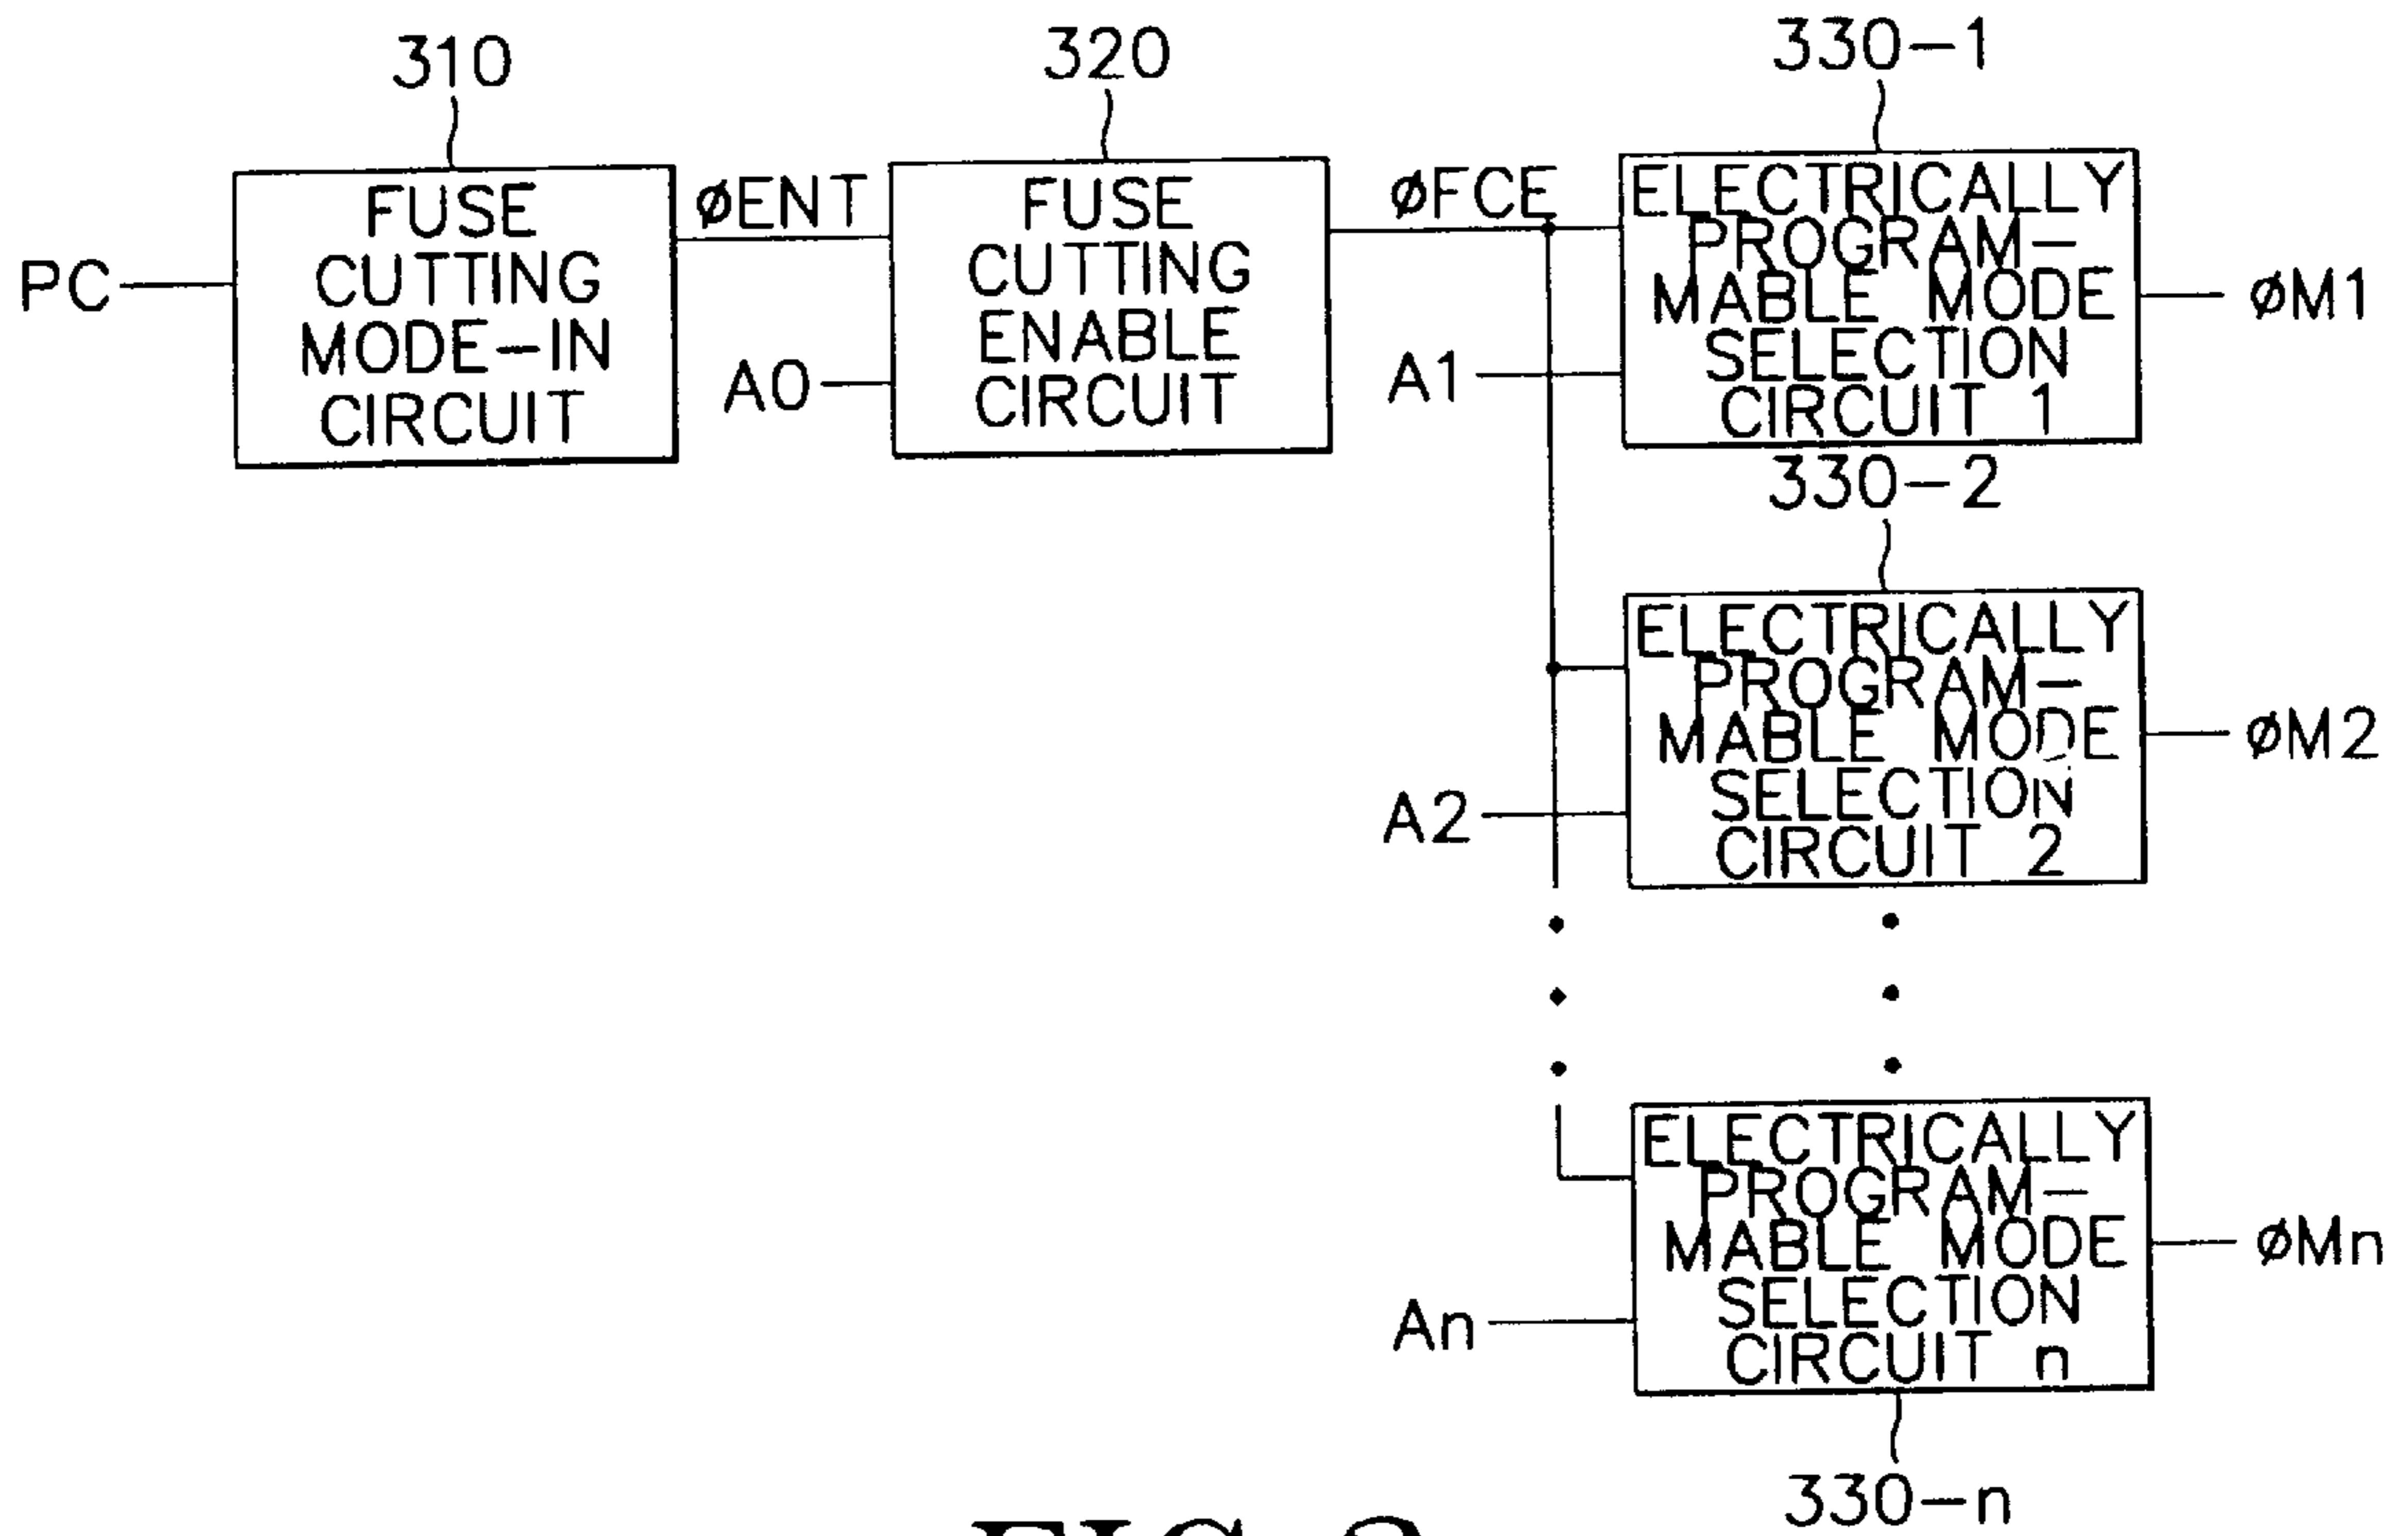 310
320
330-1
FUSE
CUTTING
MODE-IN
CIRCUIT
PC
øENT
FUSE
CUTTING
ENABLE
CIRCUIT
A0
øFCE
ELECTRICALLY
PROGRAM-
MABLE MODE
SELECTION
CIRCUIT 1
A1
øM1
330-2
ELECTRICALLY
PROGRAM-
MABLE MODE
SELECTION
CIRCUIT 2
A2
øM2
ELECTRICALLY
PROGRAM-
MABLE MODE
SELECTION
CIRCUIT n
An
øMn
330-n